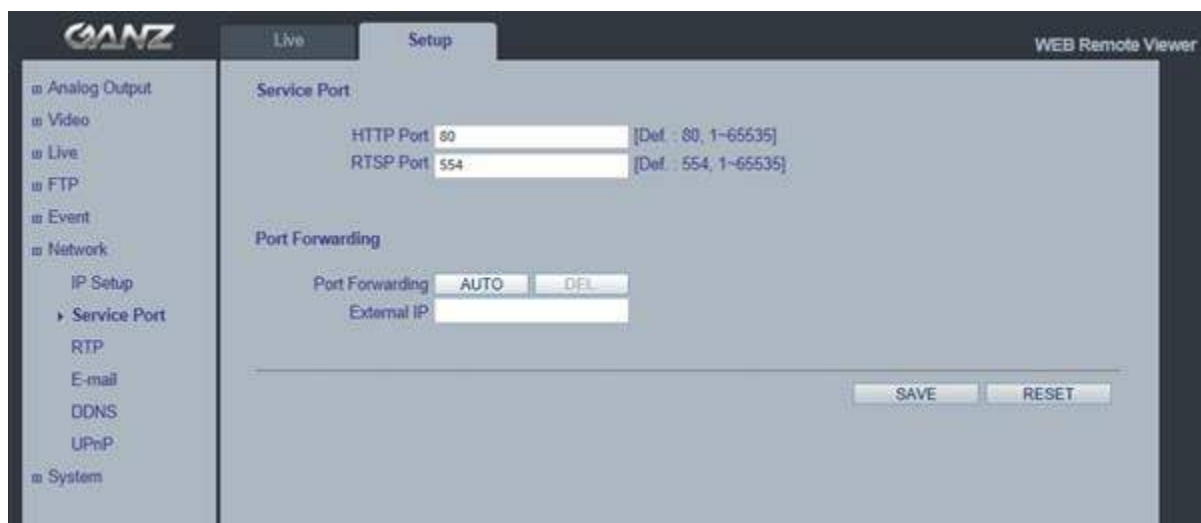 GANZ
Live
Setup
WEB Remote Viewer
Analog Output
Video
Live
FTP
Event
Network
IP Setup
Service Port
RTP
E-mail
DDNS
UPnP
System
Service Port
HTTP Port 80 [Def. : 80, 1~65535]
RTSP Port 554 [Def. : 554, 1~65535]
Port Forwarding
Port Forwarding AUTO DEL
External IP
SAVE RESET